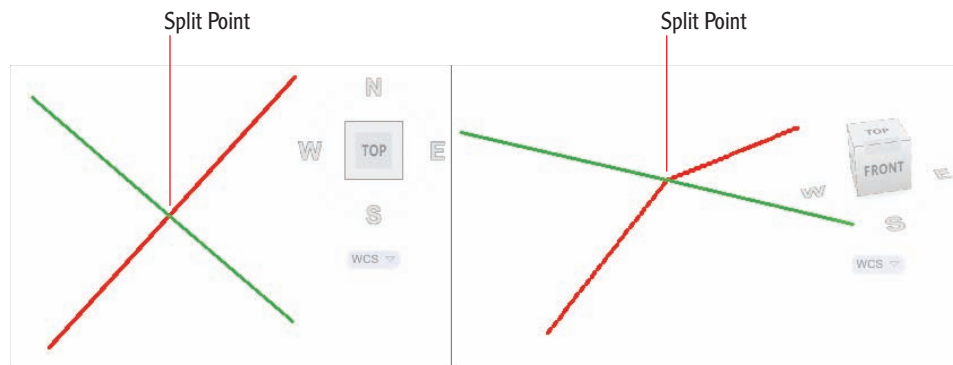 Split Point
Split Point
N
W
TOP
E
S
WCS
TOP
FRONT
W
E
S
WCS